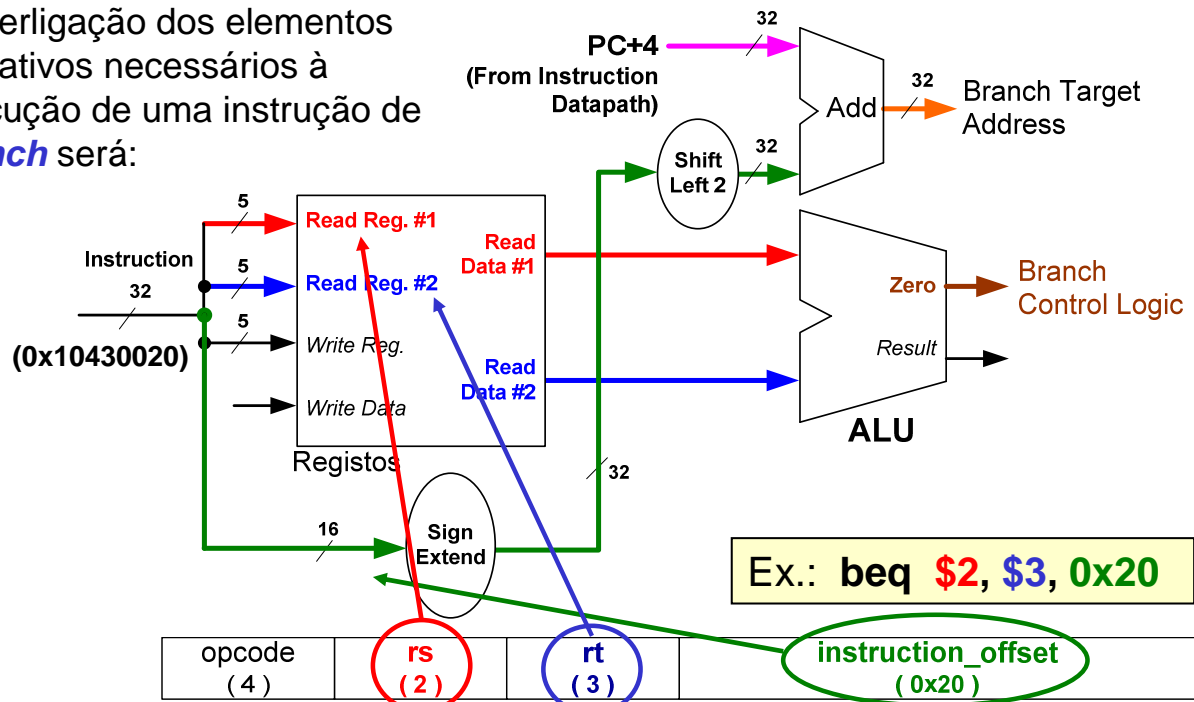 erligação dos elementos
ativos necessários à
cução de uma instrução de
nch será:
PC+4
(From Instruction
Datapath)
32
32
Add
Branch Target
Address
Shift
Left 2
32
Instruction
32
(0x10430020)
5
5
5
Read Reg. #1
Read Reg. #2
Write Reg.
Write Data
Read
Data #1
Read
Data #2
Registos
Zero
Result
ALU
Branch
Control Logic
32
16
Sign
Extend
Ex.: beq $2, $3, 0x20
opcode
( 4 )
rs
( 2 )
rt
( 3 )
instruction_offset
( 0x20 )